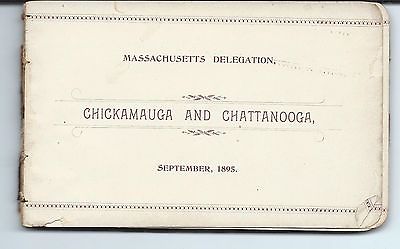 MASSACHUSETTS DELEGATION,
CHICKAMAUGA AND CHATTANOOGA,
SEPTEMBER, 1895.